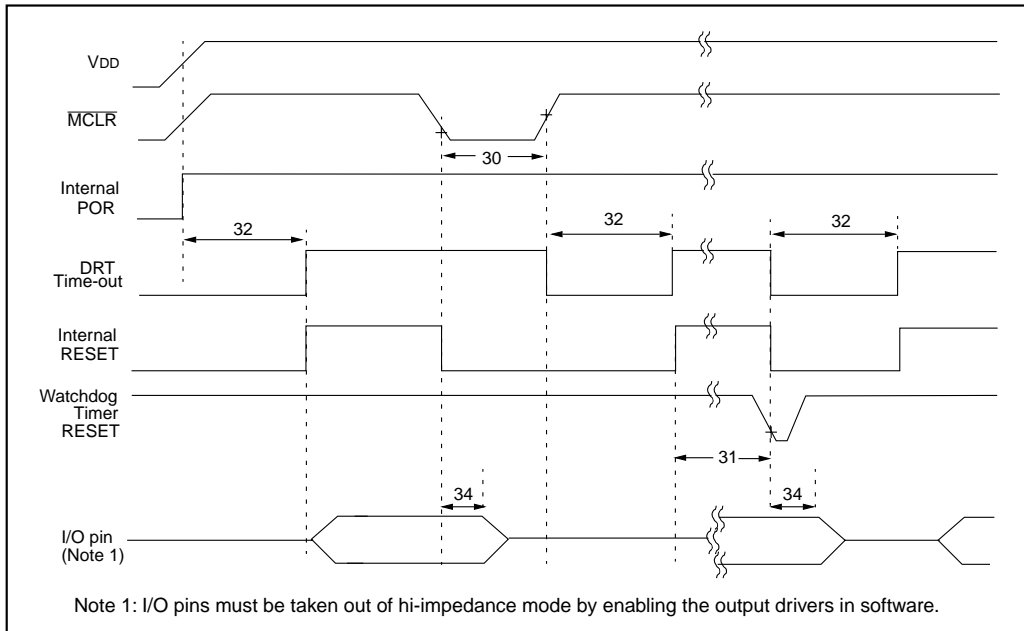 VDD
MCLR
30
Internal
POR
32
32
32
DRT
Time-out
Internal
RESET
Watchdog
Timer
RESET
31
34
34
I/O pin
(Note 1)
Note 1: I/O pins must be taken out of hi-impedance mode by enabling the output drivers in software.